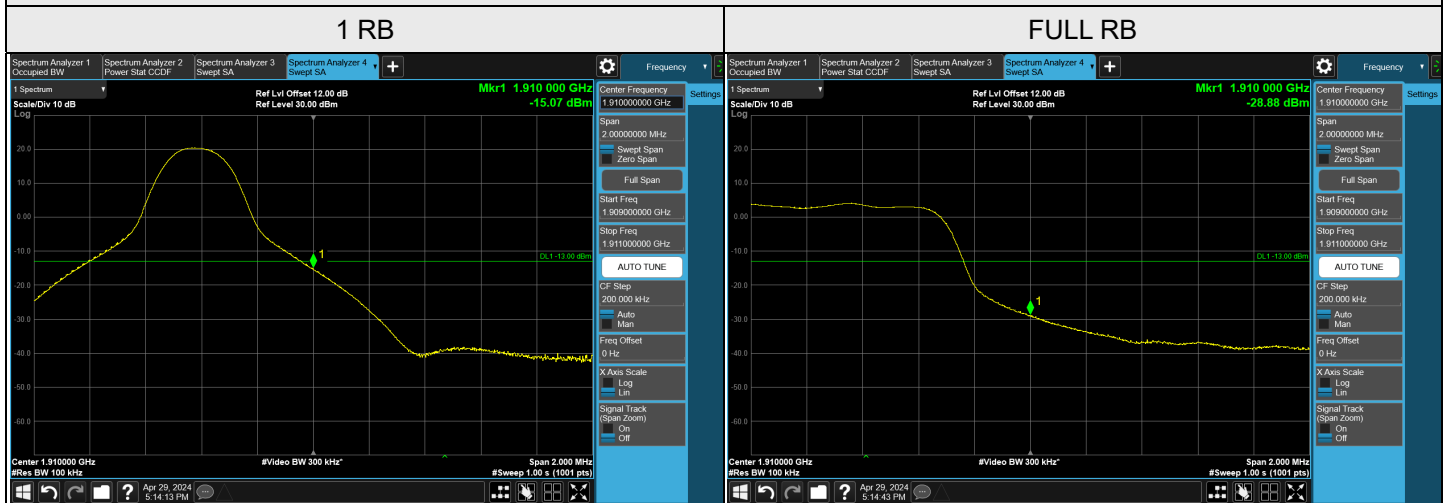 1 RB
FULL RB
Spectrum Analyzer 1
Occupied BW
Spectrum Analyzer 2
Power Stat CCDF
Spectrum Analyzer 3
Swept SA
Spectrum Analyzer 4
Swept SA
+
Frequency
1 Spectrum
Scale/Div 10 dB
Log
Ref Lvl Offset 12.00 dB
Ref Level 30.00 dBm
Mkr1 1.910 000 GHz
-15.07 dBm
20.0
10.0
0.00
-10.0
-20.0
-30.0
-40.0
-50.0
-60.0
1
DL1 -13.00 dBm
Center 1.910000 GHz
#Res BW 100 kHz
#Video BW 300 kHz*
Span 2.000 MHz
#Sweep 1.00 s (1001 pts)
Center Frequency
1.910000000 GHz
Settings
Span
2.00000000 MHz
Swept Span
Zero Span
Full Span
Start Freq
1.909000000 GHz
Stop Freq
1.911000000 GHz
AUTO TUNE
CF Step
200.000 kHz
Auto
Man
Freq Offset
0 Hz
X Axis Scale
Log
Lin
Signal Track
(Span Zoom)
On
Off
?
Apr 29, 2024
5:14:13 PM
Spectrum Analyzer 1
Occupied BW
Spectrum Analyzer 2
Power Stat CCDF
Spectrum Analyzer 3
Swept SA
Spectrum Analyzer 4
Swept SA
+
Frequency
1 Spectrum
Scale/Div 10 dB
Log
Ref Lvl Offset 12.00 dB
Ref Level 30.00 dBm
Mkr1 1.910 000 GHz
-28.88 dBm
20.0
10.0
0.00
-10.0
-20.0
-30.0
-40.0
-50.0
-60.0
1
DL1 -13.00 dBm
Center 1.910000 GHz
#Res BW 100 kHz
#Video BW 300 kHz*
Span 2.000 MHz
#Sweep 1.00 s (1001 pts)
Center Frequency
1.910000000 GHz
Settings
Span
2.00000000 MHz
Swept Span
Zero Span
Full Span
Start Freq
1.909000000 GHz
Stop Freq
1.911000000 GHz
AUTO TUNE
CF Step
200.000 kHz
Auto
Man
Freq Offset
0 Hz
X Axis Scale
Log
Lin
Signal Track
(Span Zoom)
On
Off
?
Apr 29, 2024
5:14:43 PM